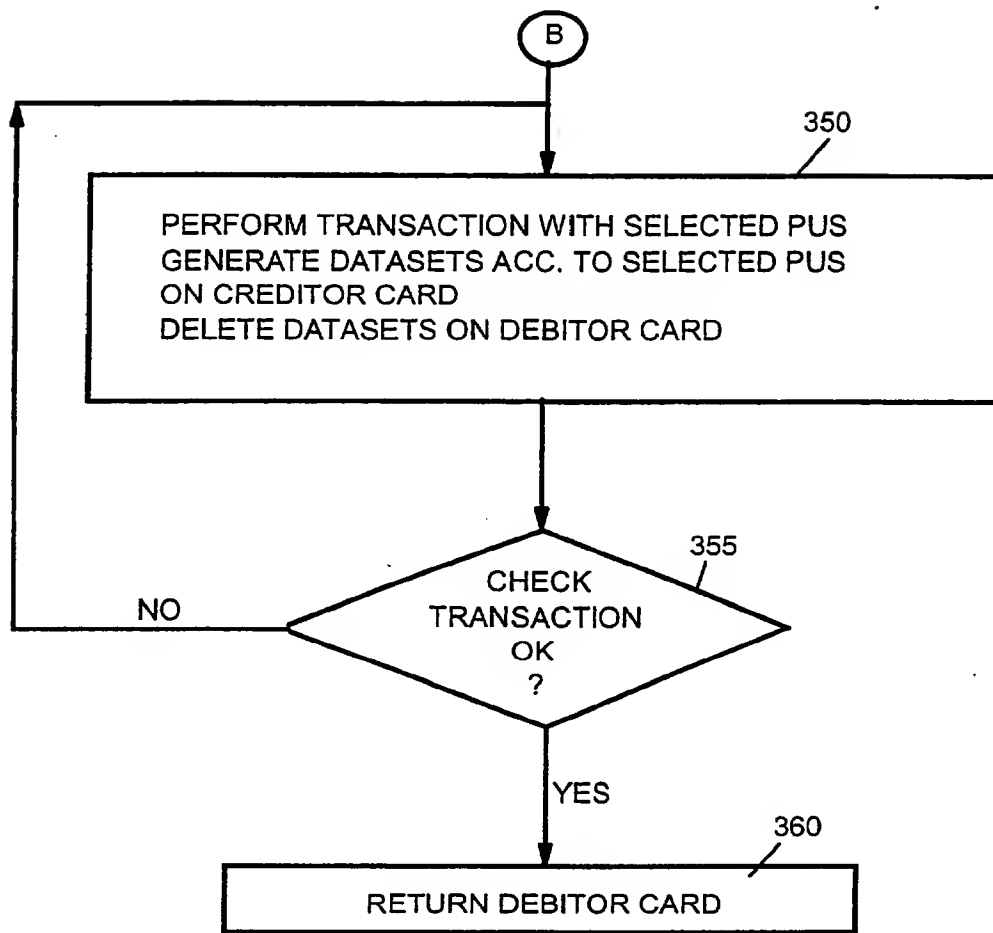 B
350
PERFORM TRANSACTION WITH SELECTED PUS
GENERATE DATASETS ACC. TO SELECTED PUS
ON CREDITOR CARD
DELETE DATASETS ON DEBITOR CARD
355
CHECK
TRANSACTION
OK
?
NO
YES
360
RETURN DEBITOR CARD